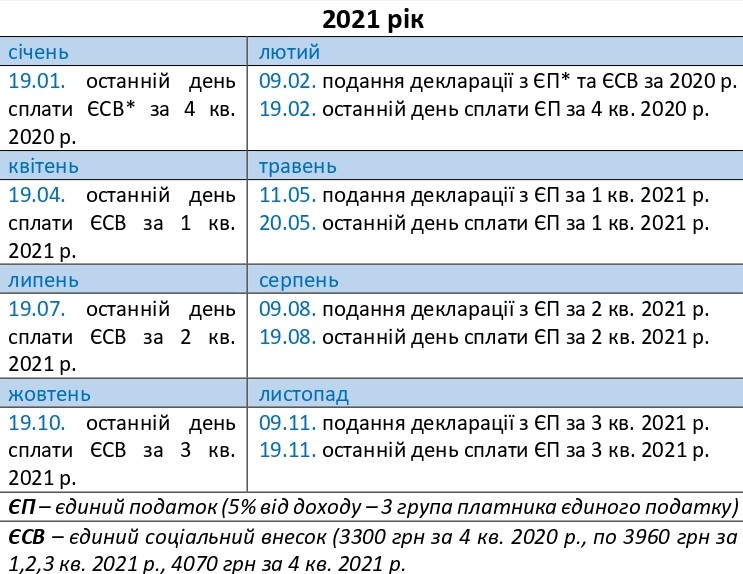 2021 рік
січень
19.01. останній день
сплати ЄСВ* за 4 кв.
2020 р.
лютий
09.02. подання декларації з ЄП* та ЄСВ за 2020 р.
19.02. останній день сплати ЄП за 4 кв. 2020 р.
квітень
19.04. останній день
сплати ЄСВ за 1 кв.
2021 р.
травень
11.05. подання декларації з ЄП за 1 кв. 2021 р.
20.05. останній день сплати ЄП за 1 кв. 2021 р.
липень
19.07. останній день
сплати ЄСВ за 2 кв.
2021 р.
серпень
09.08. подання декларації з ЄП за 2 кв. 2021 р.
19.08. останній день сплати ЄП за 2 кв. 2021 р.
жовтень
19.10. останній день
сплати ЄСВ за 3 кв.
2021 р.
листопад
09.11. подання декларації з ЄП за 3 кв. 2021 р.
19.11. останній день сплати ЄП за 3 кв. 2021 р.
ЄП – єдиний податок (5% від доходу – 3 група платника єдиного податку)
ЄСВ – єдиний соціальний внесок (3300 грн за 4 кв. 2020 р., по 3960 грн за
1,2,3 кв. 2021 р., 4070 грн за 4 кв. 2021 р.